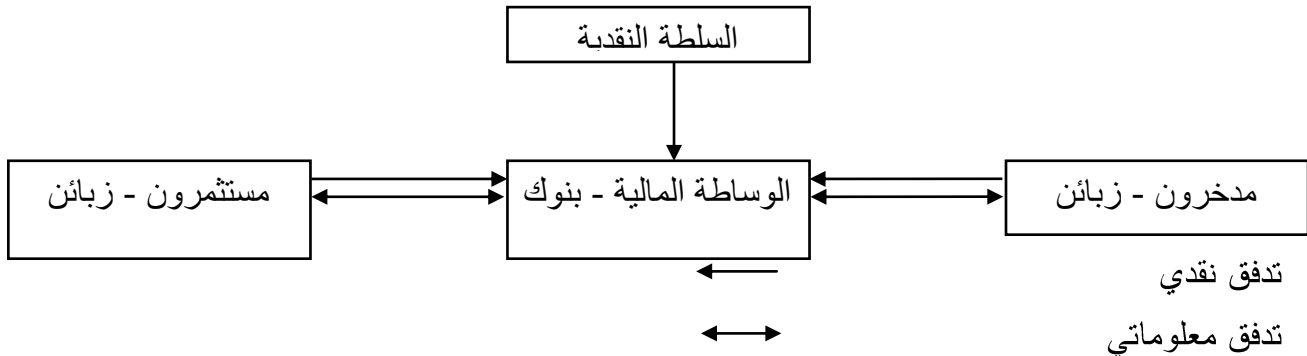 السلطة النقدية
مدخرون - زبائن
الوساطة المالية - بنوك
مستثمرون - زبائن
تدفق نقدي
تدفق معلوماتي